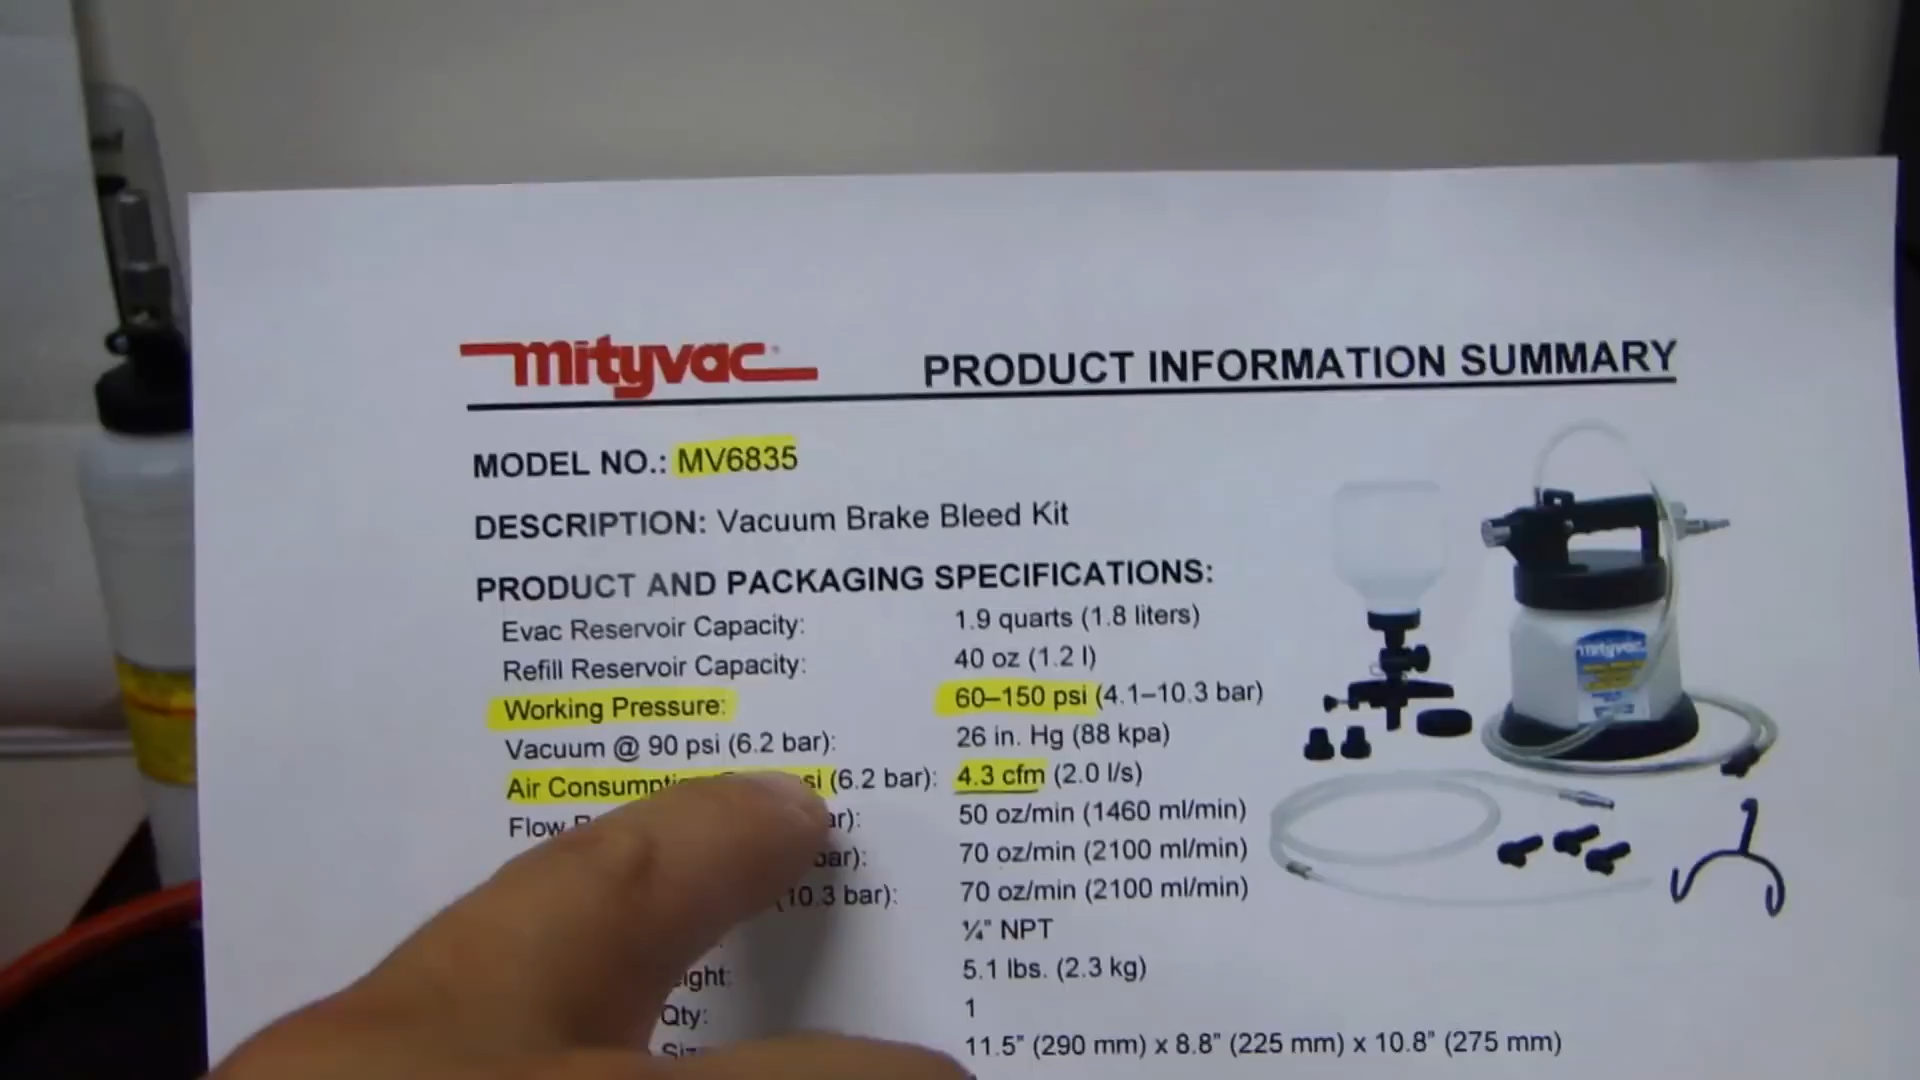 mityvac
PRODUCT INFORMATION SUMMARY
MODEL NO.: MV6835
DESCRIPTION: Vacuum Brake Bleed Kit
PRODUCT AND PACKAGING SPECIFICATIONS:
Evac Reservoir Capacity: 1.9 quarts (1.8 liters)
Refill Reservoir Capacity: 40 oz (1.2 l)
Working Pressure: 60–150 psi (4.1–10.3 bar)
Vacuum @ 90 psi (6.2 bar): 26 in. Hg (88 kpa)
Air (6.2 bar): 4.3 cfm (2.0 l/s)
Flow 50 oz/min (1460 ml/min)
70 oz/min (2100 ml/min)
(10.3 bar): 70 oz/min (2100 ml/min)
¼" NPT
5.1 lbs. (2.3 kg)
Qty: 1
11.5" (290 mm) x 8.8" (225 mm) x 10.8" (275 mm)
mityvac